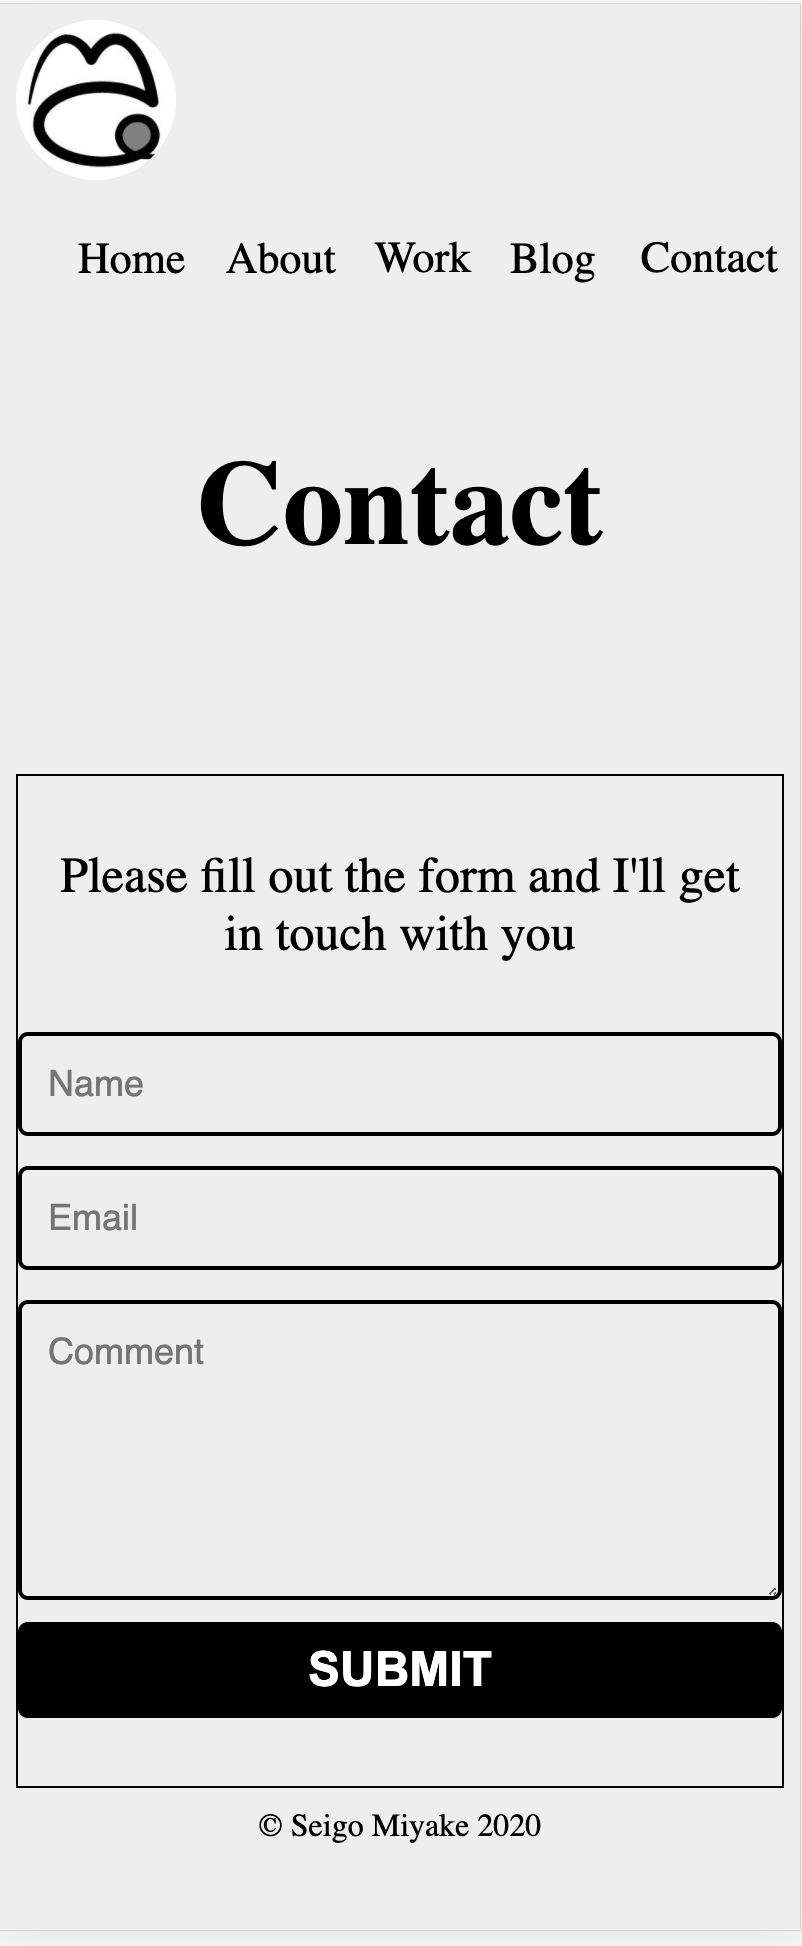 Home About Work Blog Contact
Contact
Please fill out the form and I'll get
in touch with you
Name
Email
Comment
SUBMIT
© Seigo Miyake 2020